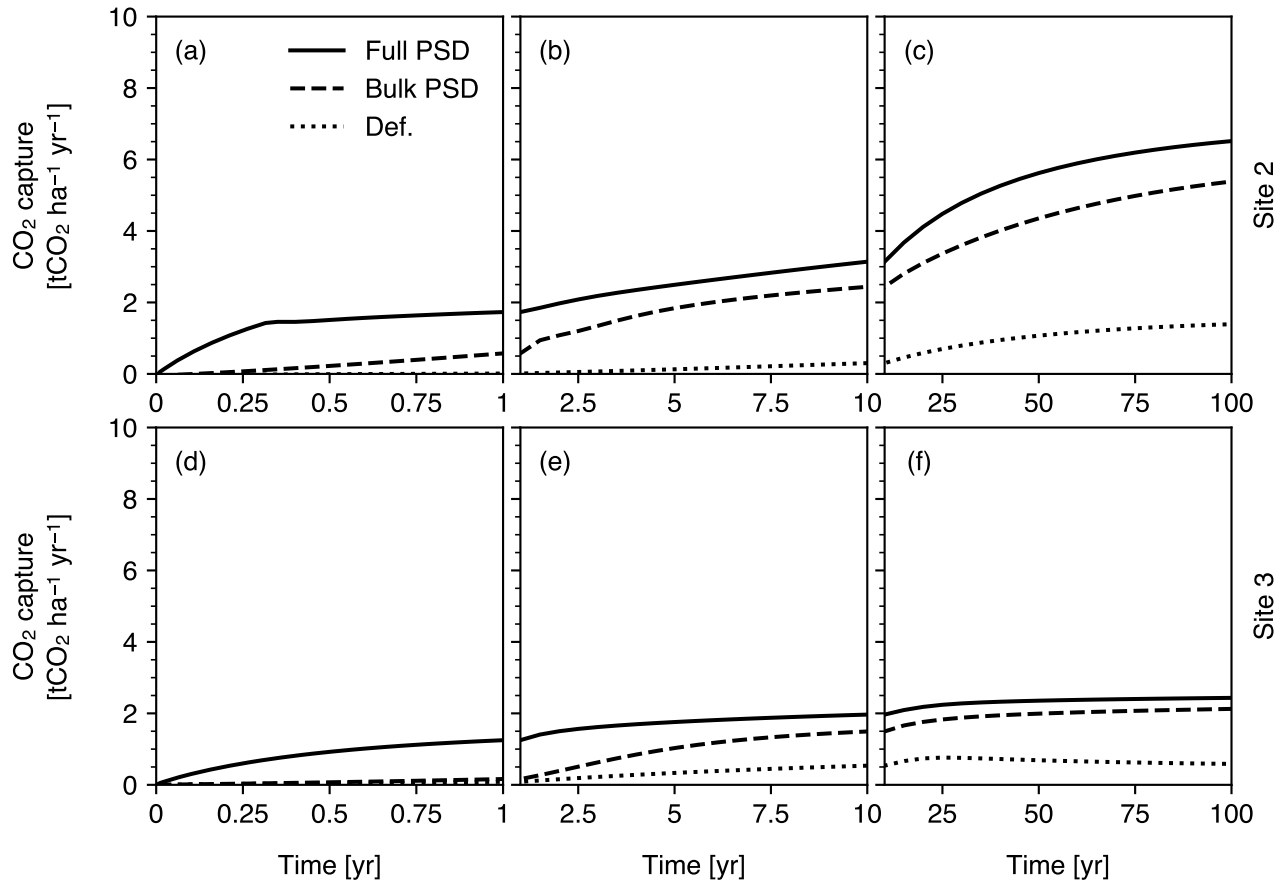 10
8
6
4
2
0
CO₂ capture
[tCO₂ ha⁻¹ yr⁻¹]
(a)
Full PSD
Bulk PSD
Def.
(b)
(c)
Site 2
0 0.25 0.5 0.75 1
2.5 5 7.5 10
25 50 75 100
10
8
6
4
2
0
CO₂ capture
[tCO₂ ha⁻¹ yr⁻¹]
(d)
(e)
(f)
Site 3
0 0.25 0.5 0.75 1
2.5 5 7.5 10
25 50 75 100
Time [yr]
Time [yr]
Time [yr]